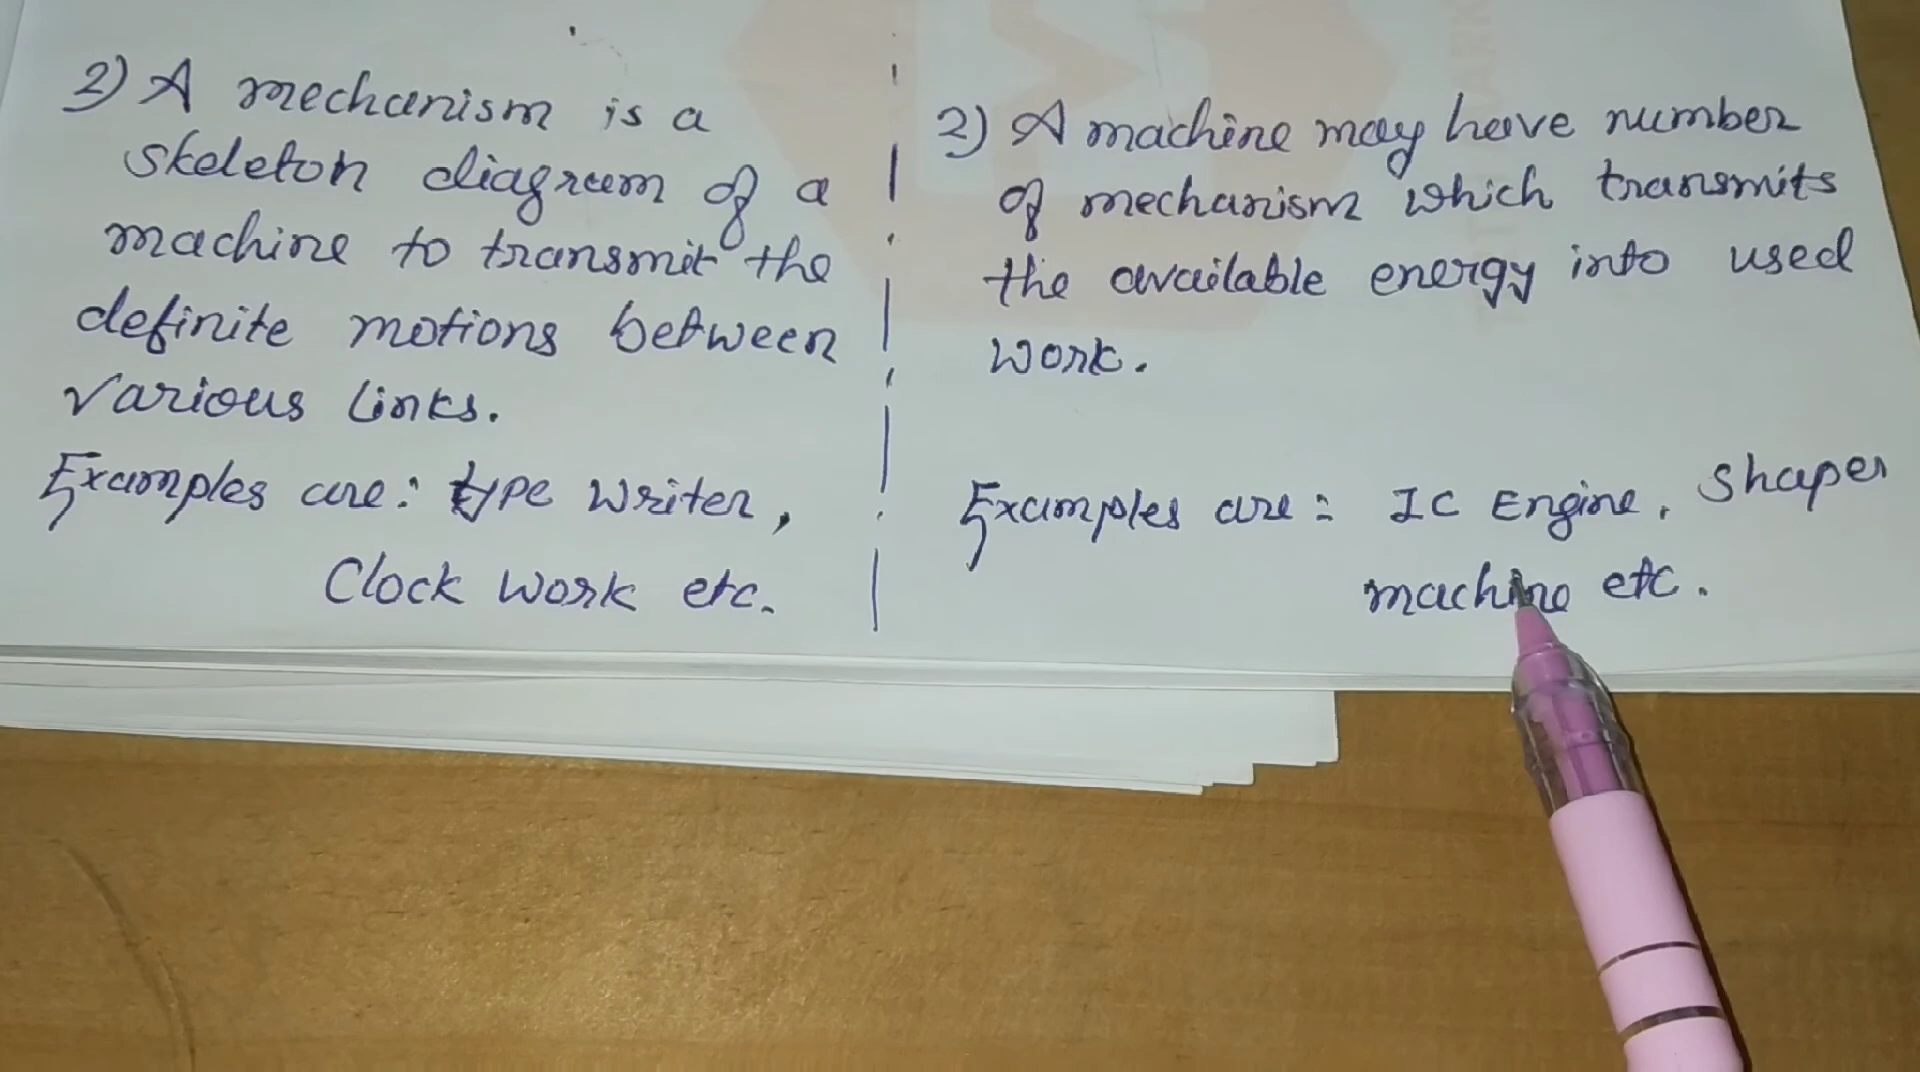 2) A mechanism is a
skeleton diagram of a
machine to transmit the
definite motions between
various links.
Examples are: type writer,
Clock work etc.
2) A machine may have number
of mechanism which transmits
the available energy into used
work.
Examples are: IC Engine, Shaper
machine etc.